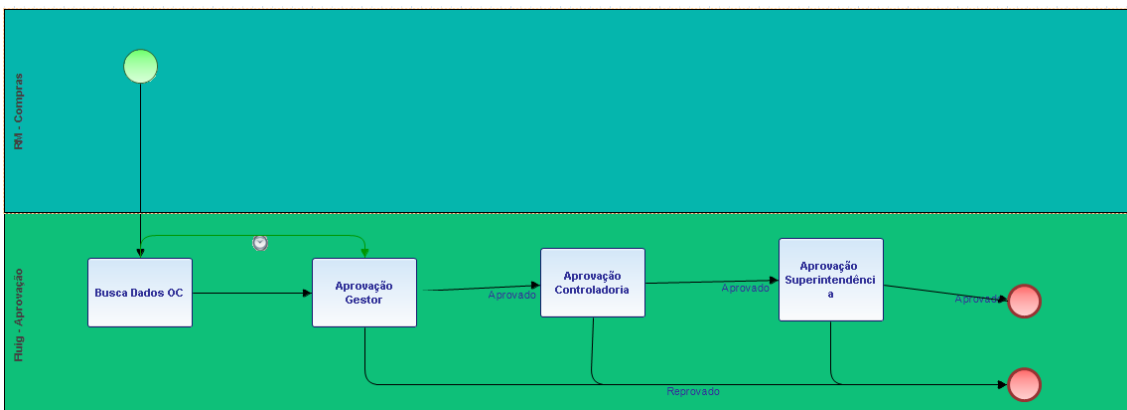 RM - Compras
Fluig - Aprovação
Busca Dados OC
Aprovação
Gestor
Aprovado
Aprovação
Controladoria
Aprovado
Aprovação
Superintendênci
a
Aprovado
Reprovado